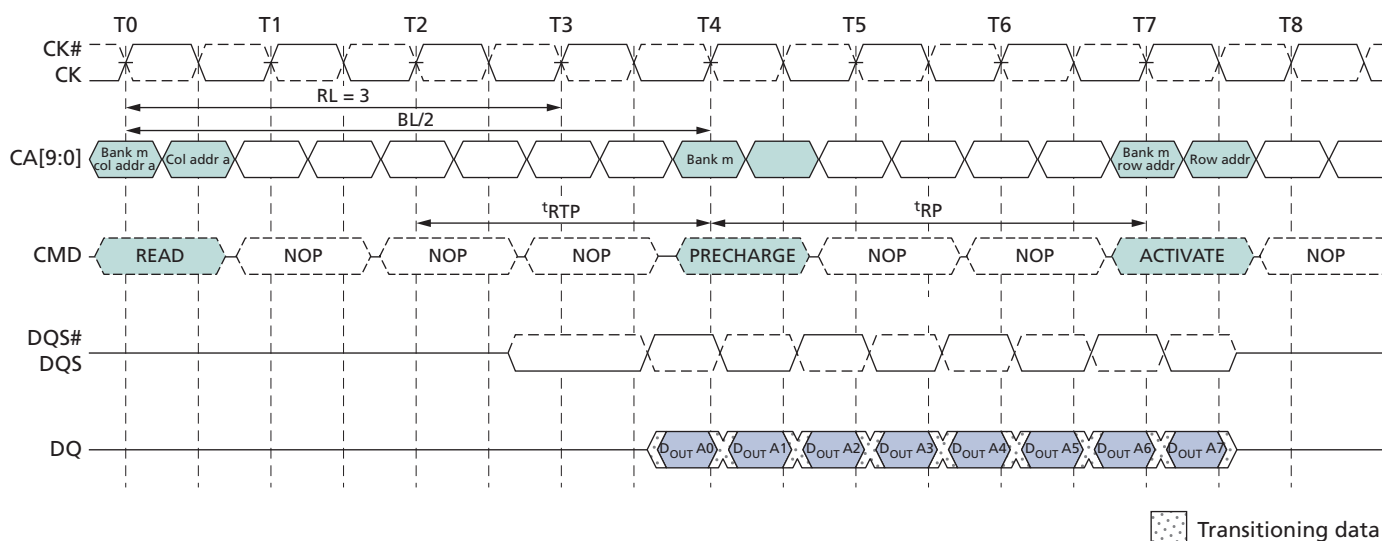 T0 T1 T2 T3 T4 T5 T6 T7 T8
CK#
CK
RL = 3
BL/2
CA[9:0]
Bank m
col addr a
Col addr a
Bank m
Bank m
row addr
Row addr
tRTP
tRP
CMD
READ NOP NOP NOP PRECHARGE NOP NOP ACTIVATE NOP
DQS#
DQS
DQ
DOUT A0 DOUT A1 DOUT A2 DOUT A3 DOUT A4 DOUT A5 DOUT A6 DOUT A7
Transitioning data